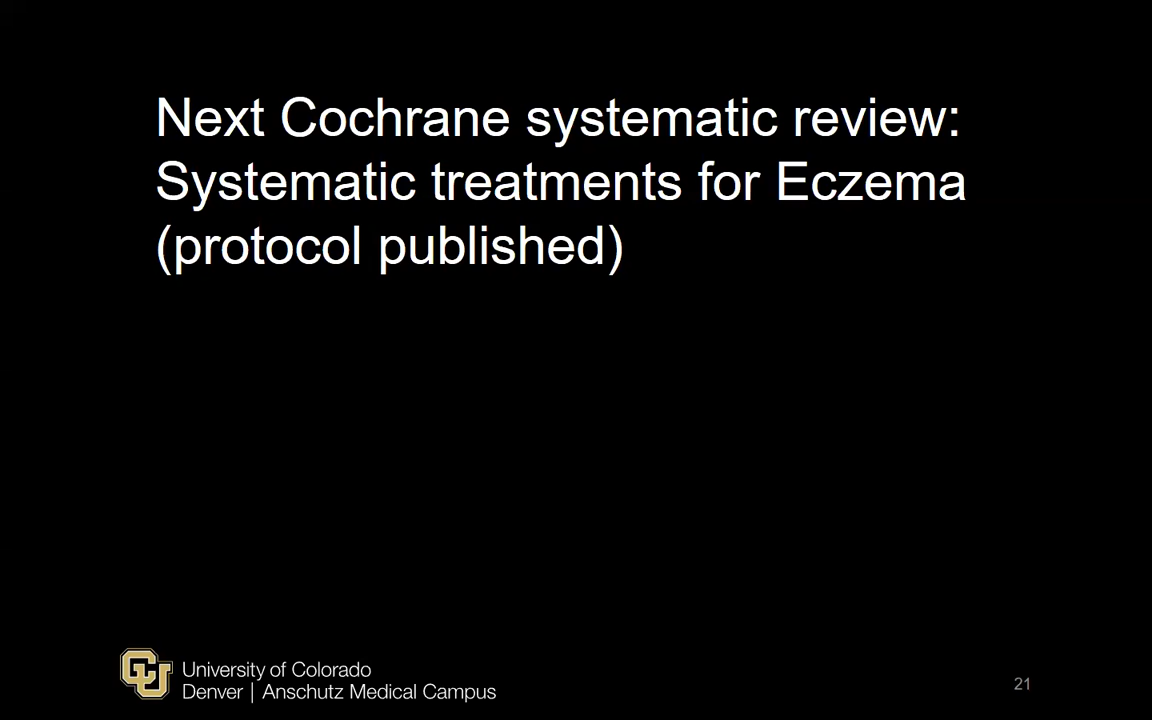 Next Cochrane systematic review:
Systematic treatments for Eczema
(protocol published)
University of Colorado
Denver | Anschutz Medical Campus
21